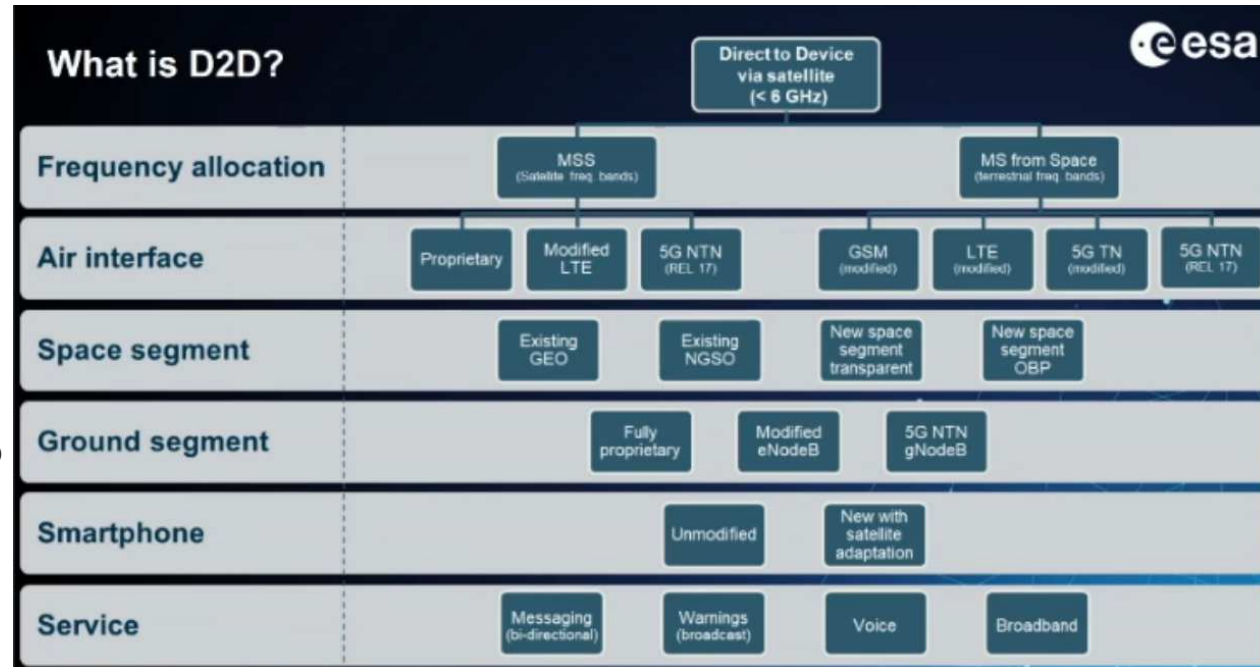 What is D2D?
esa
Direct to Device
via satellite
(< 6 GHz)
Frequency allocation
MSS
(Satellite freq. bands)
MS from Space
(terrestrial freq. bands)
Air interface
Proprietary
Modified
LTE
5G NTN
(REL 17)
GSM
(modified)
LTE
(modified)
5G TN
(modified)
5G NTN
(REL 17)
Space segment
Existing
GEO
Existing
NGSO
New space
segment
transparent
New space
segment
OBP
Ground segment
Fully
proprietary
Modified
eNodeB
5G NTN
gNodeB
Smartphone
Unmodified
New with
satellite
adaptation
Service
Messaging
(bi-directional)
Warnings
(broadcast)
Voice
Broadband